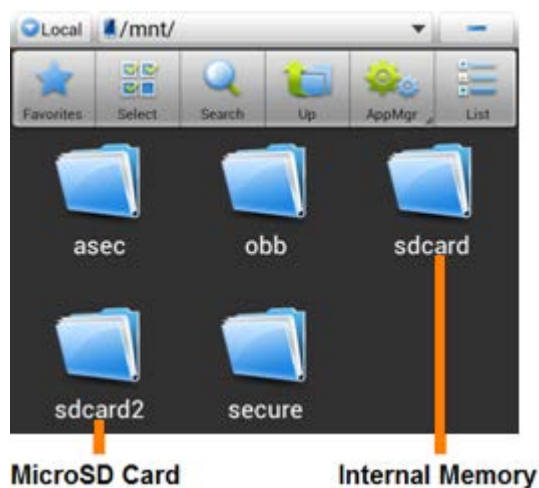 Local /mnt/
Favorites Select Search Up AppMgr List
asec obb sdcard
sdcard2 secure
MicroSD Card Internal Memory